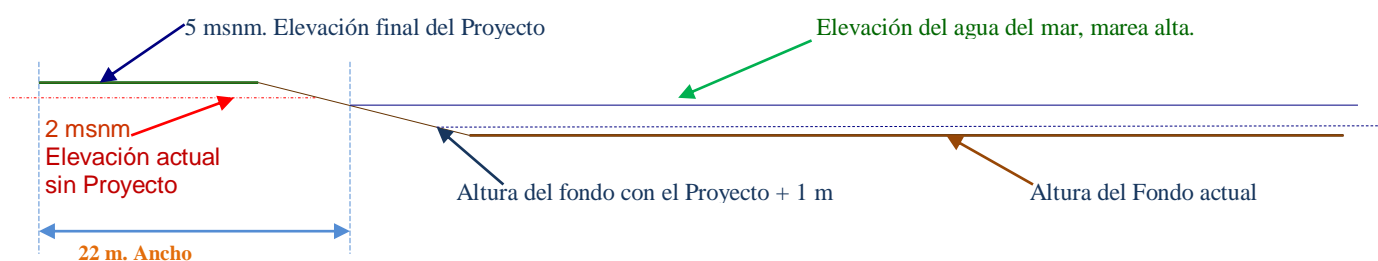 5 msnm. Elevación final del Proyecto
Elevación del agua del mar, marea alta.
2 msnm
Elevación actual
sin Proyecto
Altura del fondo con el Proyecto + 1 m
Altura del Fondo actual
22 m. Ancho